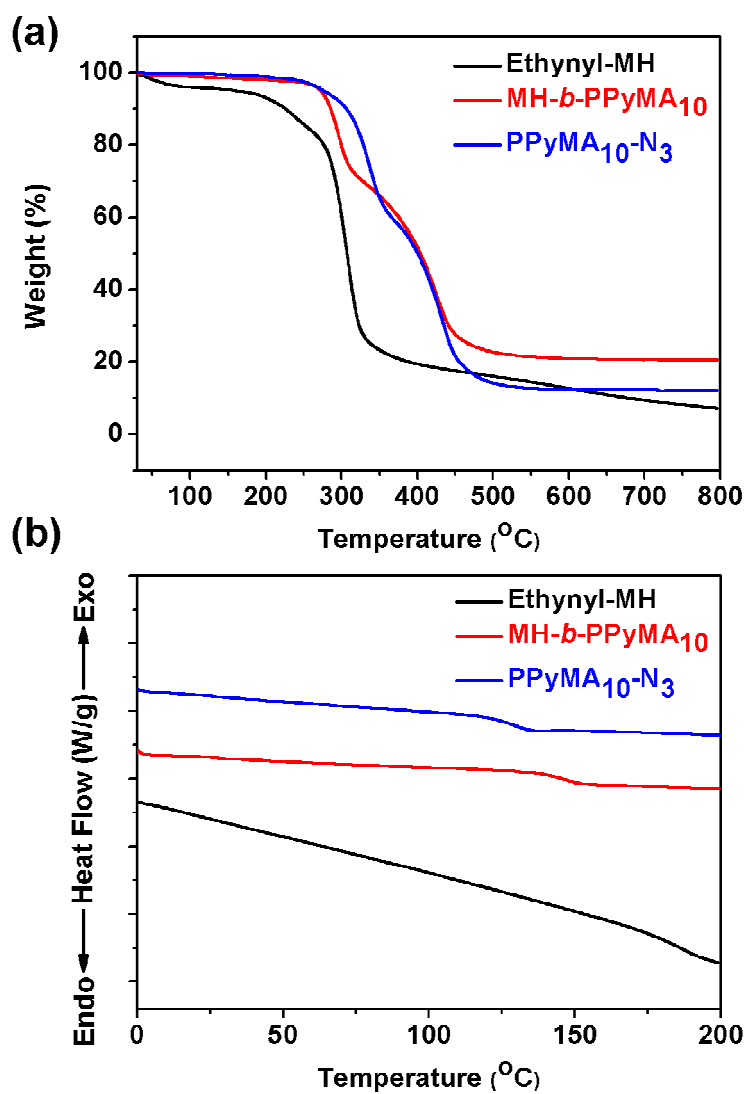 (a)
Ethynyl-MH
MH-b-PPyMA10
PPyMA10-N3
Weight (%)
100
80
60
40
20
0
100 200 300 400 500 600 700 800
Temperature (oC)
(b)
Ethynyl-MH
MH-b-PPyMA10
PPyMA10-N3
Endo Heat Flow (W/g) Exo
0 50 100 150 200
Temperature (oC)